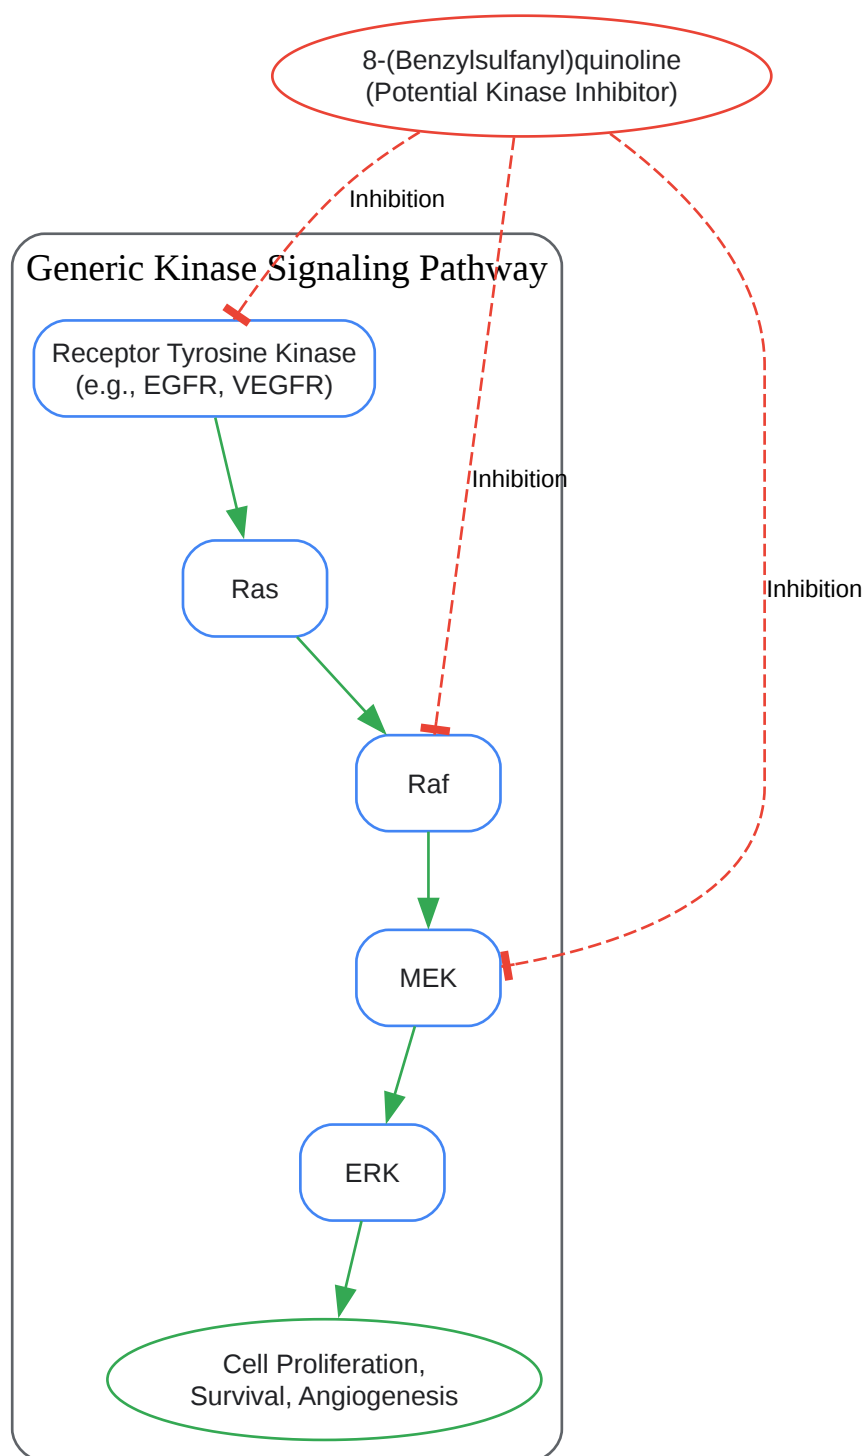 8-(Benzylsulfanyl)quinoline
(Potential Kinase Inhibitor)
Inhibition
Generic Kinase Signaling Pathway
Receptor Tyrosine Kinase
(e.g., EGFR, VEGFR)
Inhibition
Ras
Inhibition
Raf
MEK
ERK
Cell Proliferation,
Survival, Angiogenesis